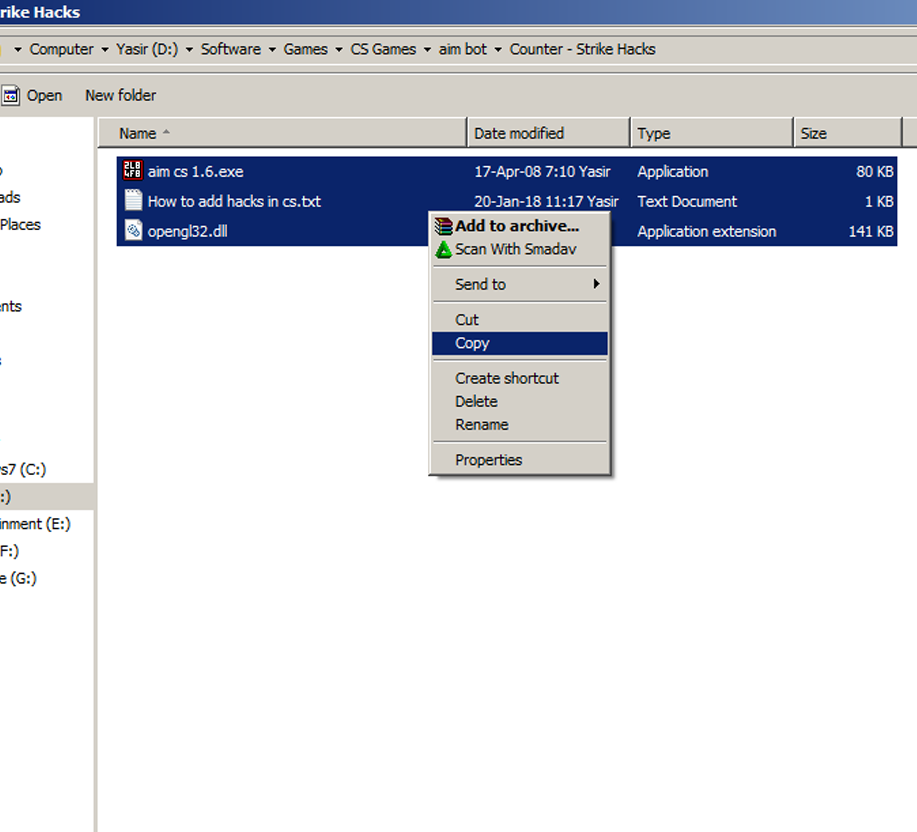 rike Hacks
Computer Yasir (D:) Software Games CS Games aim bot Counter - Strike Hacks
Open New folder
Name Date modified Type Size
aim cs 1.6.exe 17-Apr-08 7:10 Yasir Application 80 KB
How to add hacks in cs.txt 20-Jan-18 11:17 Yasir Text Document 1 KB
opengl32.dll Application extension 141 KB
ads
Places
nts
s7 (C:)
:)
inment (E:)
F:)
e (G:)
Add to archive...
Scan With Smadav
Send to
Cut
Copy
Create shortcut
Delete
Rename
Properties